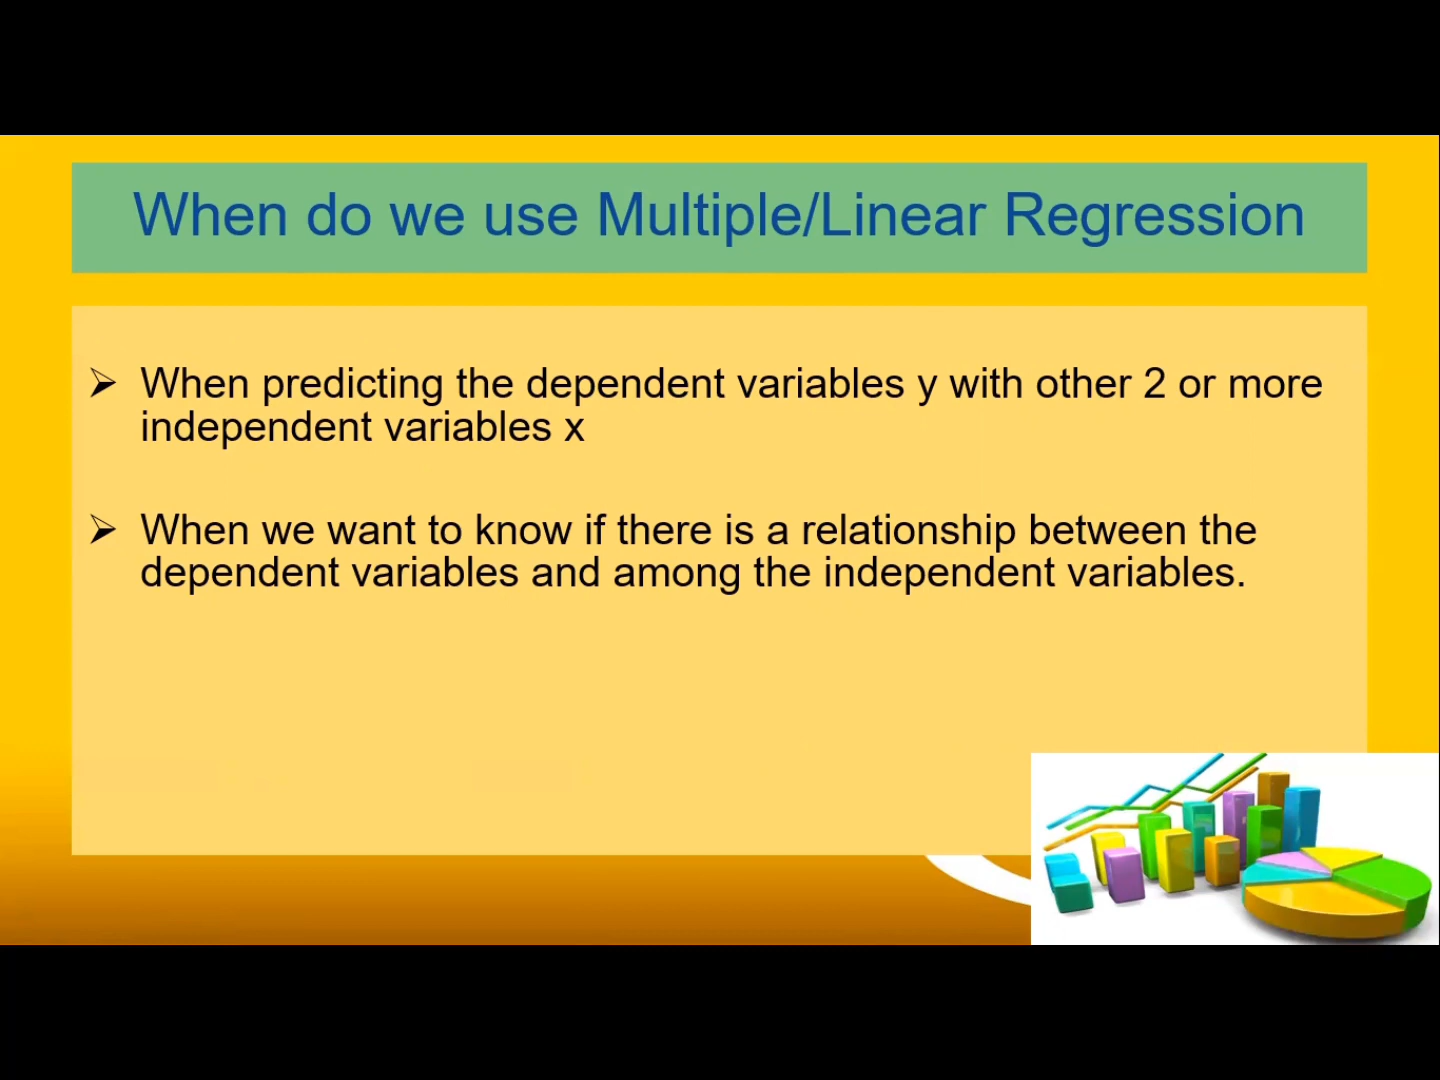 When do we use Multiple/Linear Regression
➢ When predicting the dependent variables y with other 2 or more
independent variables x
➢ When we want to know if there is a relationship between the
dependent variables and among the independent variables.